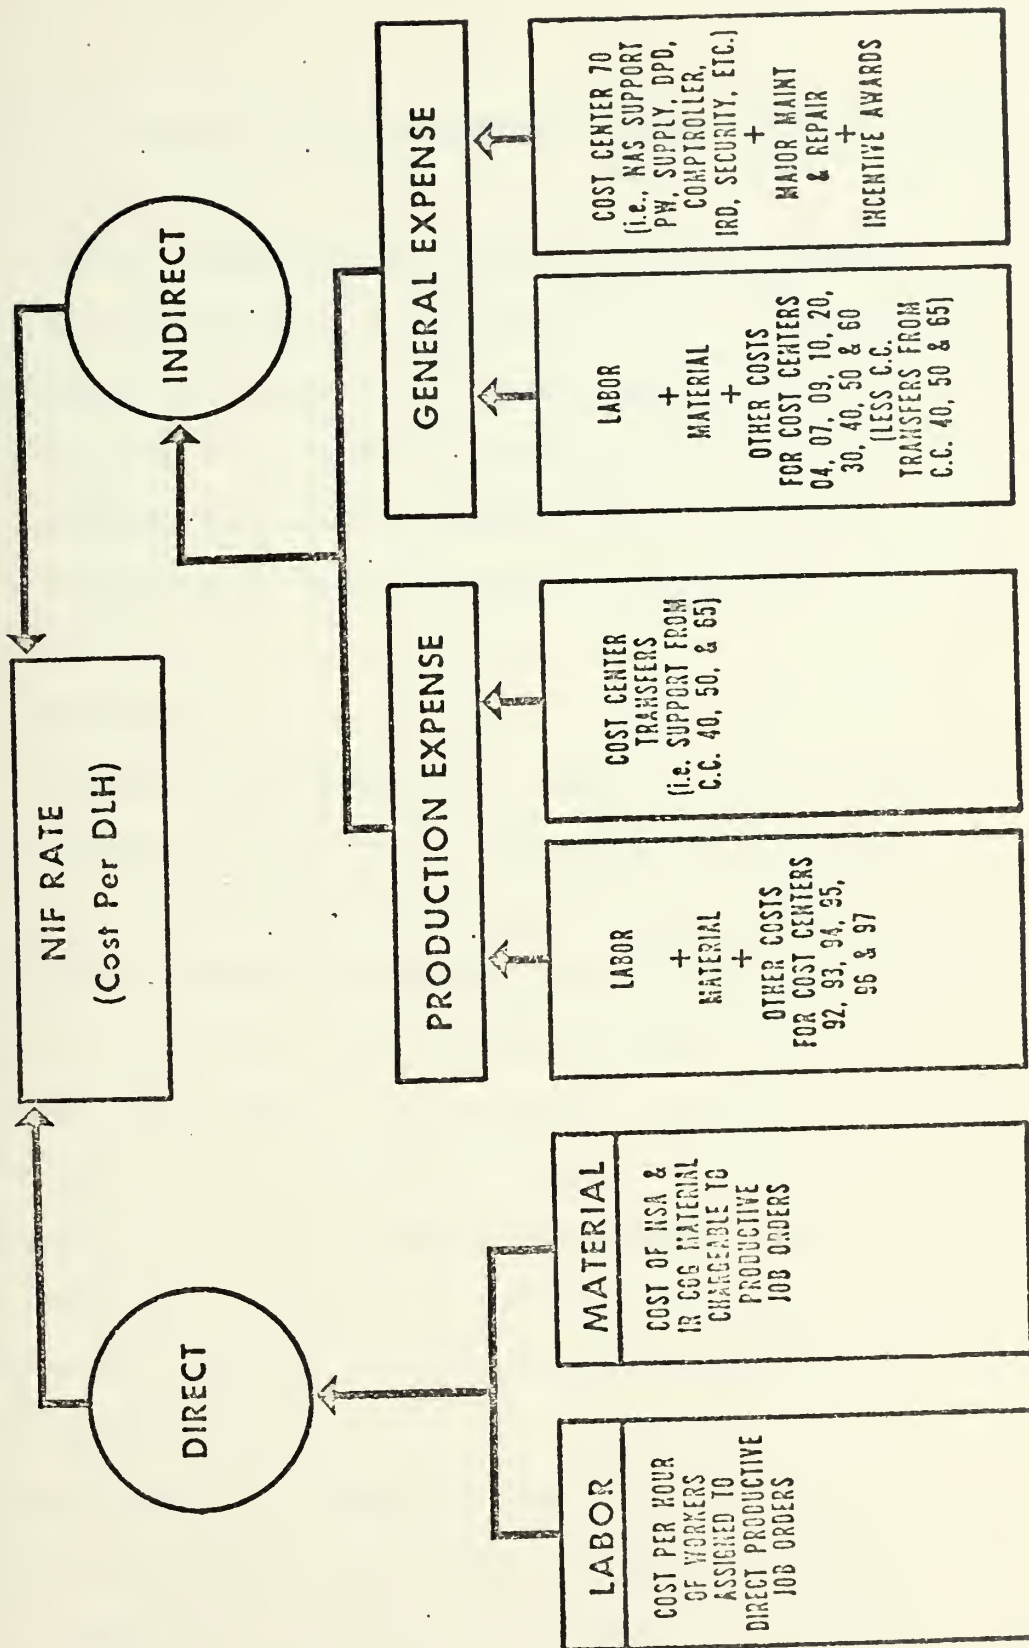 NIF RATE
(Cost Per DLH)
DIRECT
INDIRECT
LABOR
COST PER HOUR
OF WORKERS
ASSIGNED TO
DIRECT PRODUCTIVE
JOB ORDERS
MATERIAL
COST OF NSA &
IR COG MATERIAL
CHARGEABLE TO
PRODUCTIVE
JOB ORDERS
PRODUCTION EXPENSE
LABOR
+
MATERIAL
+
OTHER COSTS
FOR COST CENTERS
92, 93, 94, 95,
96 & 97
COST CENTER
TRANSFERS
(i.e. SUPPORT FROM
C.C. 40, 50, & 65)
GENERAL EXPENSE
LABOR
+
MATERIAL
+
OTHER COSTS
FOR COST CENTERS
04, 07, 09, 10, 20,
30, 40, 50 & 60
(LESS C.C.
TRANSFERS FROM
C.C. 40, 50 & 65)
COST CENTER 70
(i.e., NAS SUPPORT
PW, SUPPLY, DPD,
COMPTROLLER,
IRD, SECURITY, ETC.)
+
MAJOR MAINT
& REPAIR
+
INCENTIVE AWARDS